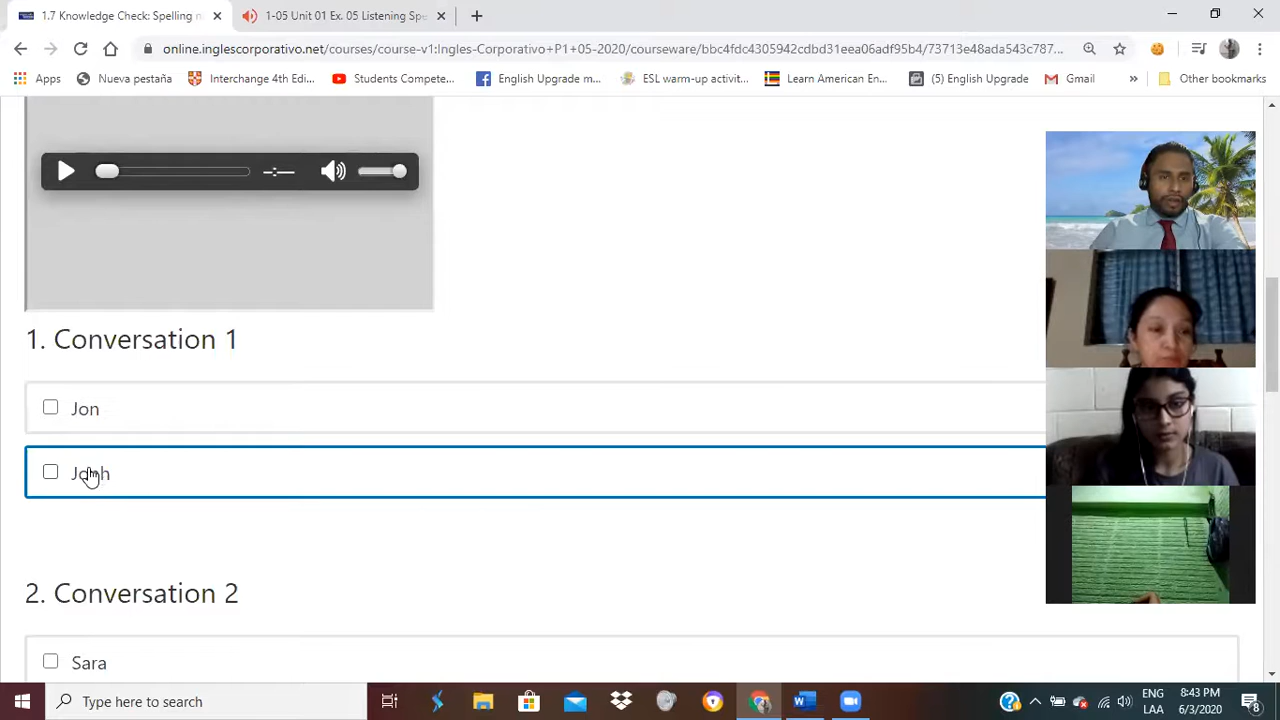 1.7 Knowledge Check: Spelling n
1-05 Unit 01 Ex. 05 Listening Spe
online.inglescorporativo.net/courses/course-v1:Ingles-Corporativo+P1+05-2020/courseware/bbc4fdc4305942cdbd31eea06adf95b4/73713e48ada543c787...
Apps
Nueva pestaña
Interchange 4th Edi...
Students Compete...
English Upgrade m...
ESL warm-up activit...
Learn American En...
(5) English Upgrade
Gmail
»
Other bookmarks
-:--
1. Conversation 1
Jon
2. Conversation 2
Sara
Type here to search
ENG
LAA
8:43 PM
6/3/2020
8